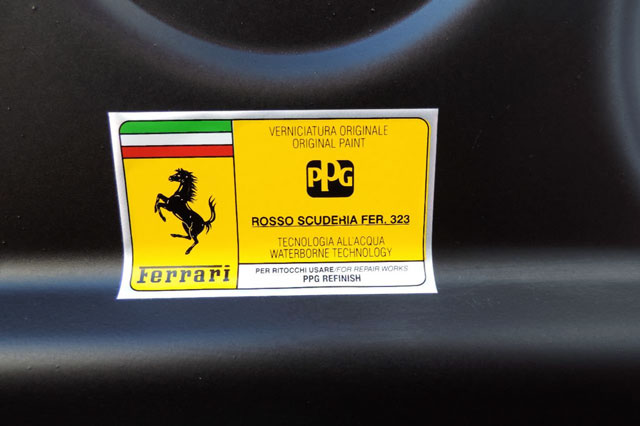 VERNICIATURA ORIGINALE
ORIGINAL PAINT
PPG
ROSSO SCUDERIA FER. 323
TECNOLOGIA ALL'ACQUA
WATERBORNE TECHNOLOGY
Ferrari
PER RITOCCHI USARE/FOR REPAIR WORKS
PPG REFINISH